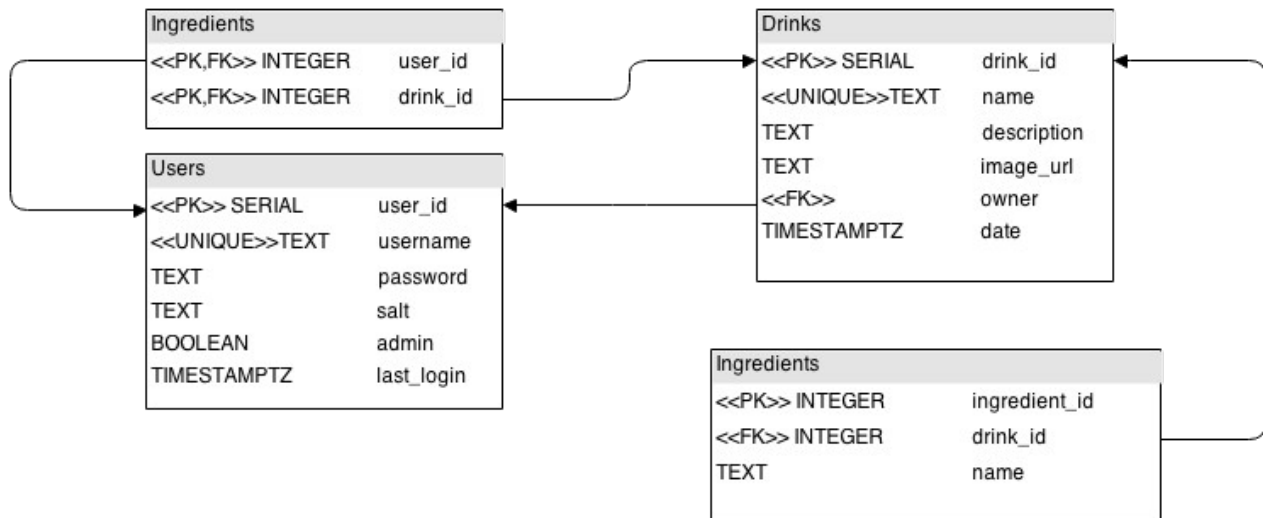 Ingredients
<<PK,FK>> INTEGER user_id
<<PK,FK>> INTEGER drink_id
Users
<<PK>> SERIAL user_id
<<UNIQUE>>TEXT username
TEXT password
TEXT salt
BOOLEAN admin
TIMESTAMPTZ last_login
Drinks
<<PK>> SERIAL drink_id
<<UNIQUE>>TEXT name
TEXT description
TEXT image_url
<<FK>> owner
TIMESTAMPTZ date
Ingredients
<<PK>> INTEGER ingredient_id
<<FK>> INTEGER drink_id
TEXT name